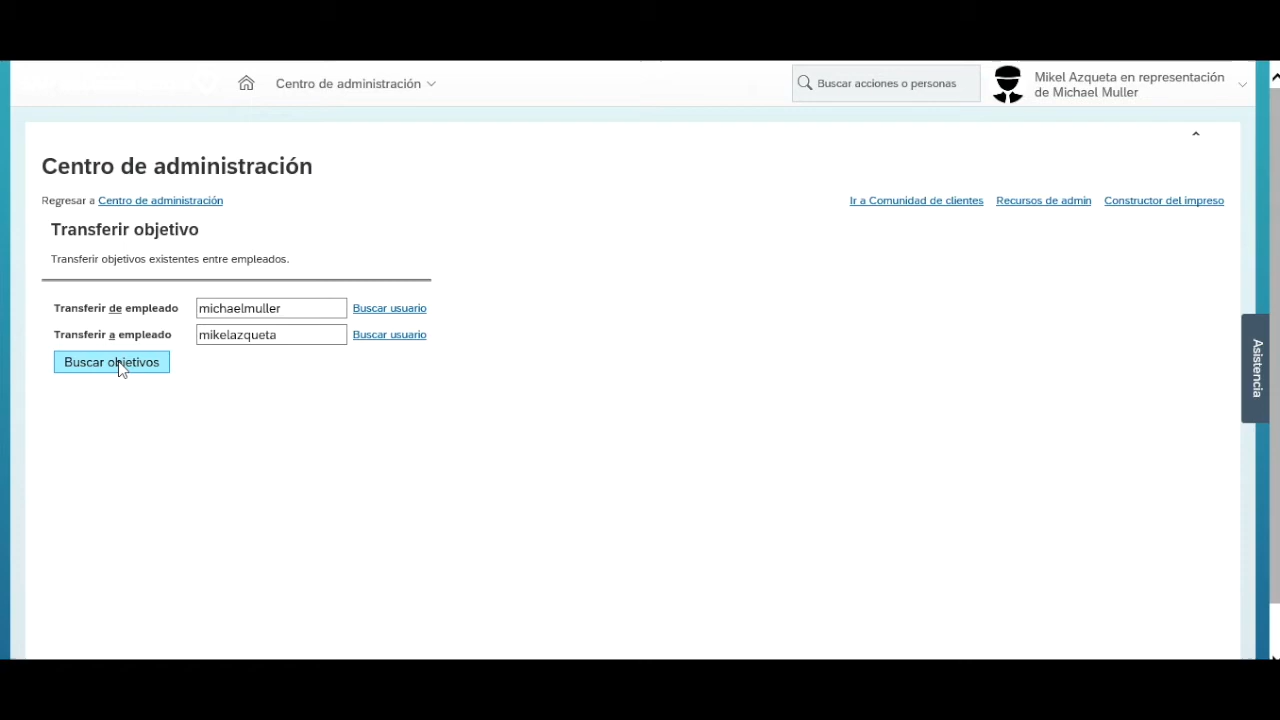 Centro de administración
Buscar acciones o personas
Mikel Azqueta en representación
de Michael Muller
Centro de administración
Regresar a Centro de administración
Ir a Comunidad de clientes
Recursos de admin
Constructor del impreso
Transferir objetivo
Transferir objetivos existentes entre empleados.
Transferir de empleado michaelmuller Buscar usuario
Transferir a empleado mikelazqueta Buscar usuario
Buscar objetivos
Asistencia